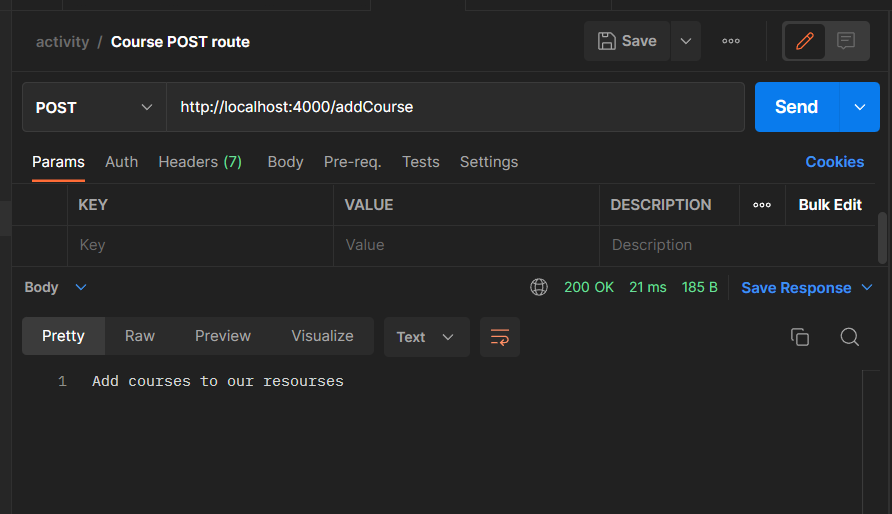 activity / Course POST route
Save
POST
http://localhost:4000/addCourse
Send
Params Auth Headers (7) Body Pre-req. Tests Settings Cookies
KEY VALUE DESCRIPTION Bulk Edit
Key Value Description
Body 200 OK 21 ms 185 B Save Response
Pretty Raw Preview Visualize Text
1 Add courses to our resourses